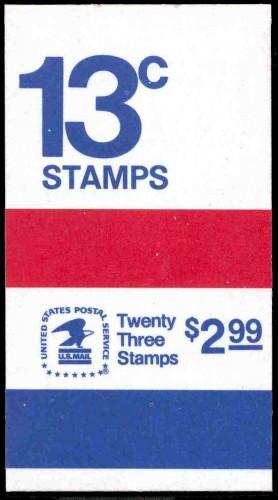 13c
STAMPS
UNITED STATES POSTAL SERVICE
U.S.MAIL
Twenty
Three
Stamps
$2.99